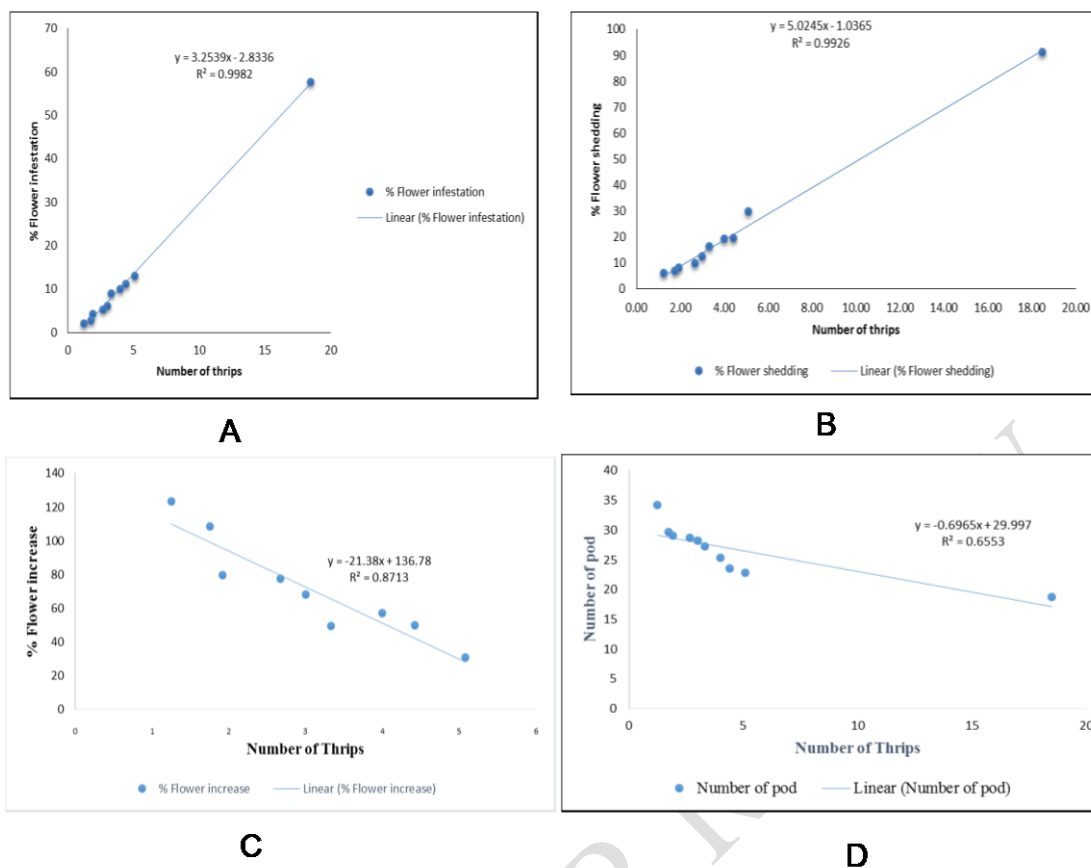 70
60
50
40
30
20
10
0
% Flower infestation
y = 3.2539x - 2.8336
R² = 0.9982
% Flower infestation
Linear (% Flower infestation)
0 5 10 15 20
Number of thrips
A
100
90
80
70
60
50
40
30
20
10
0
% Flower shedding
y = 5.0245x - 1.0365
R² = 0.9926
0.00 2.00 4.00 6.00 8.00 10.00 12.00 14.00 16.00 18.00 20.00
Number of thrips
% Flower shedding Linear (% Flower shedding)
B
140
120
100
80
60
40
20
0
% Flower increase
y = -21.38x + 136.78
R² = 0.8713
0 1 2 3 4 5 6
Number of Thrips
% Flower increase Linear (% Flower increase)
C
40
35
30
25
20
15
10
5
0
Number of pod
y = -0.6965x + 29.997
R² = 0.6553
0 5 10 15 20
Number of Thrips
Number of pod Linear (Number of pod)
D